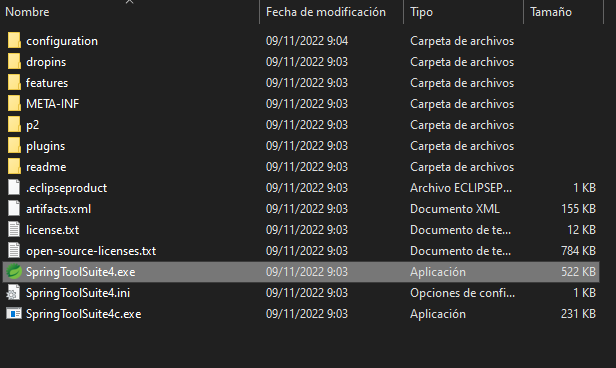 Nombre Fecha de modificación Tipo Tamaño
configuration 09/11/2022 9:04 Carpeta de archivos
dropins 09/11/2022 9:03 Carpeta de archivos
features 09/11/2022 9:03 Carpeta de archivos
META-INF 09/11/2022 9:03 Carpeta de archivos
p2 09/11/2022 9:03 Carpeta de archivos
plugins 09/11/2022 9:03 Carpeta de archivos
readme 09/11/2022 9:03 Carpeta de archivos
.eclipseproduct 09/11/2022 9:03 Archivo ECLIPSEP... 1 KB
artifacts.xml 09/11/2022 9:03 Documento XML 155 KB
license.txt 09/11/2022 9:03 Documento de te... 12 KB
open-source-licenses.txt 09/11/2022 9:03 Documento de te... 784 KB
SpringToolSuite4.exe 09/11/2022 9:03 Aplicación 522 KB
SpringToolSuite4.ini 09/11/2022 9:03 Opciones de confi... 1 KB
SpringToolSuite4c.exe 09/11/2022 9:03 Aplicación 231 KB